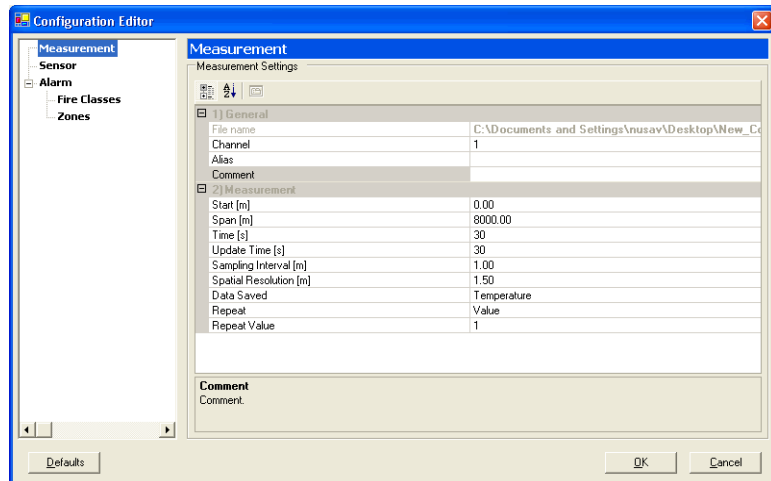 Configuration Editor
Measurement
Sensor
Alarm
Fire Classes
Zones
Measurement
Measurement Settings
1) General
File name C:\Documents and Settings\nusav\Desktop\New_Co
Channel 1
Alias
Comment
2) Measurement
Start [m] 0.00
Span [m] 8000.00
Time [s] 30
Update Time [s] 30
Sampling Interval [m] 1.00
Spatial Resolution [m] 1.50
Data Saved Temperature
Repeat Value
Repeat Value 1
Comment
Comment.
Defaults OK Cancel